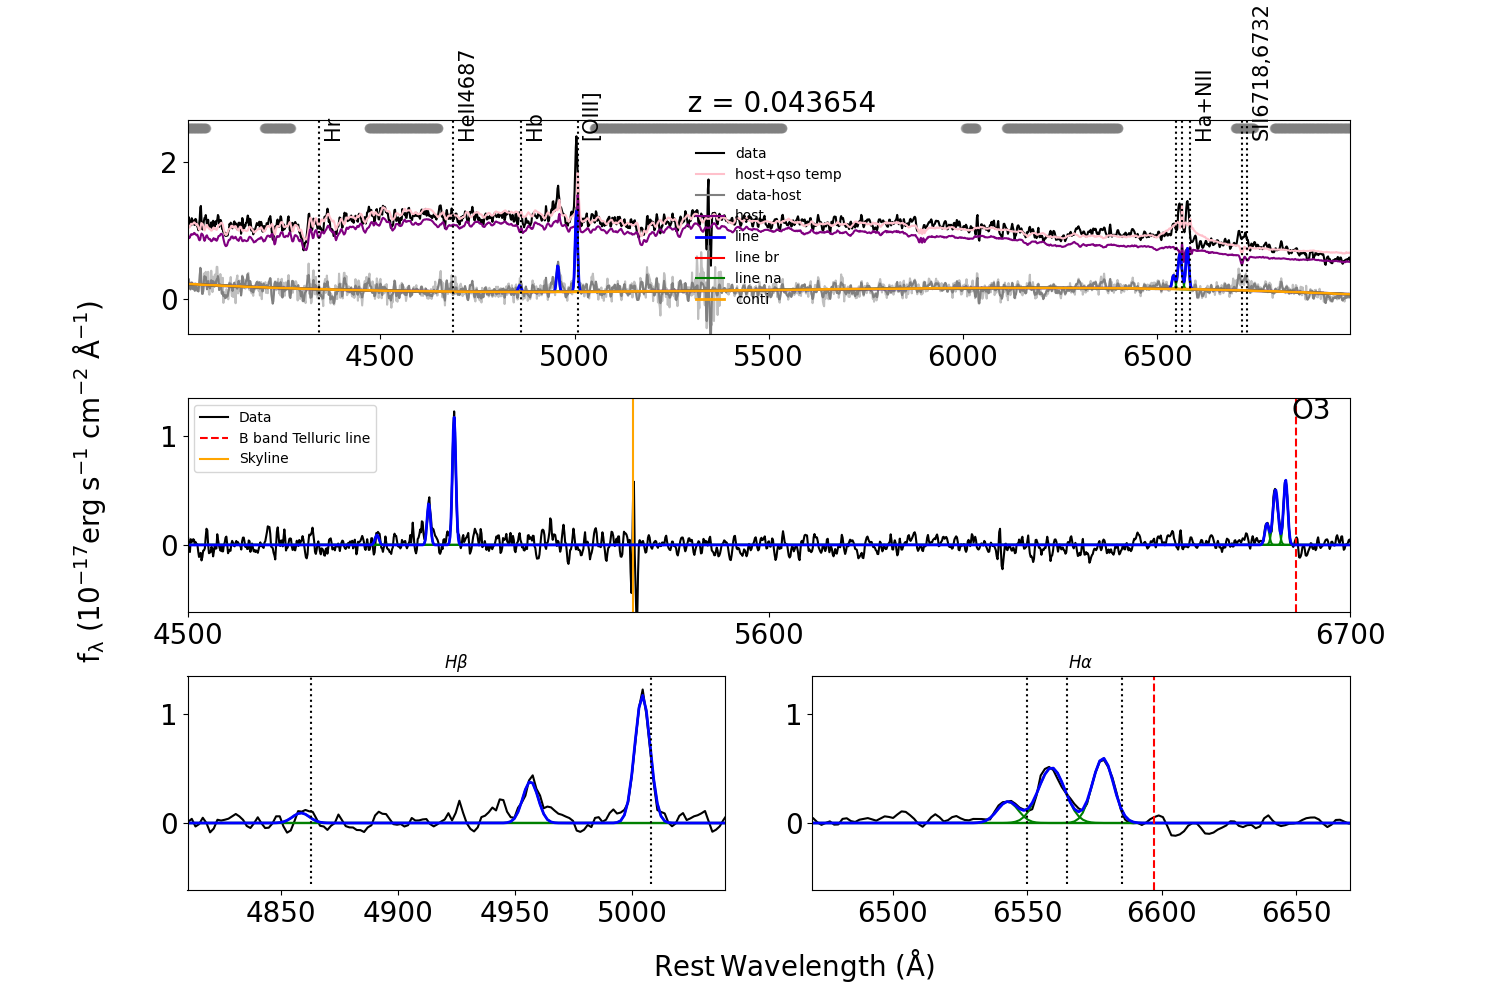 z = 0.043654
Hr
HeII4687
Hb
[OIII]
Ha+NII
SII6718,6732
data
host+qso temp
data-host
host
line
line br
line na
conti
2
0
4500
5000
5500
6000
6500
f_λ (10^{−17}erg s^{−1} cm^{−2} Å^{−1})
O3
Data
B band Telluric line
Skyline
1
0
4500
5600
6700
Hβ
1
0
4850
4900
4950
5000
Hα
1
0
6500
6550
6600
6650
Rest Wavelength (Å)